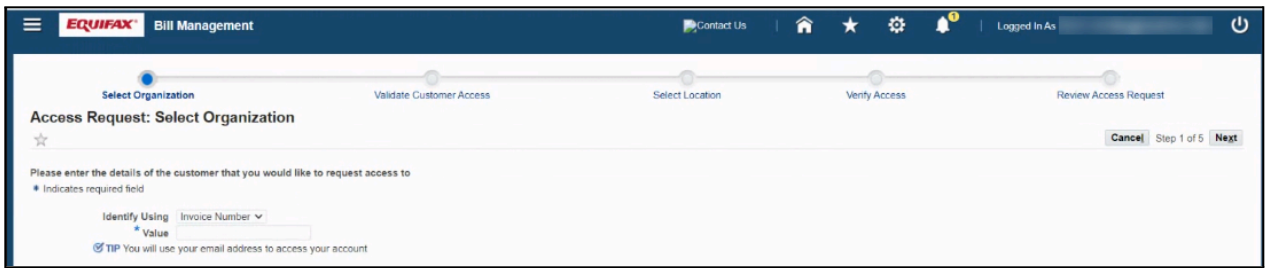 EQUIFAX Bill Management Contact Us 1 Logged In As
Select Organization Validate Customer Access Select Location Verify Access Review Access Request
Access Request: Select Organization
Cancel Step 1 of 5 Next
Please enter the details of the customer that you would like to request access to
* Indicates required field
Identify Using Invoice Number
* Value
TIP You will use your email address to access your account